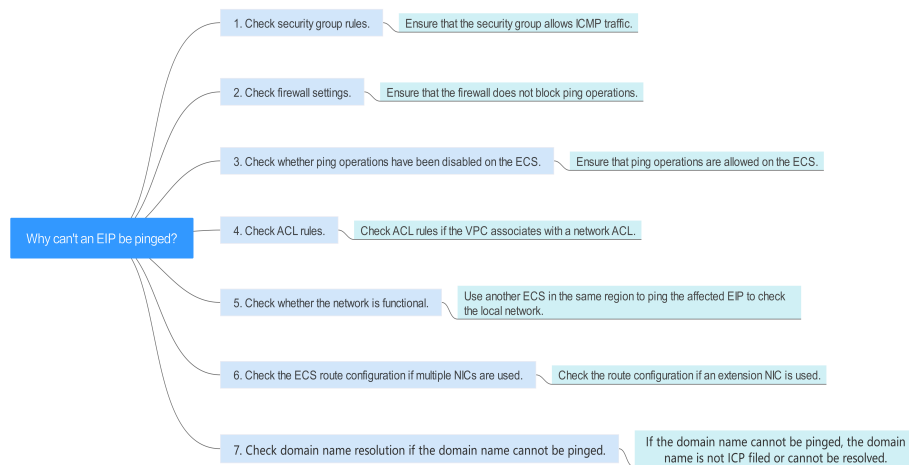 1. Check security group rules.
Ensure that the security group allows ICMP traffic.
2. Check firewall settings.
Ensure that the firewall does not block ping operations.
3. Check whether ping operations have been disabled on the ECS.
Ensure that ping operations are allowed on the ECS.
Why can't an EIP be pinged?
4. Check ACL rules.
Check ACL rules if the VPC associates with a network ACL.
5. Check whether the network is functional.
Use another ECS in the same region to ping the affected EIP to check
the local network.
6. Check the ECS route configuration if multiple NICs are used.
Check the route configuration if an extension NIC is used.
7. Check domain name resolution if the domain name cannot be pinged.
If the domain name cannot be pinged, the domain
name is not ICP filed or cannot be resolved.